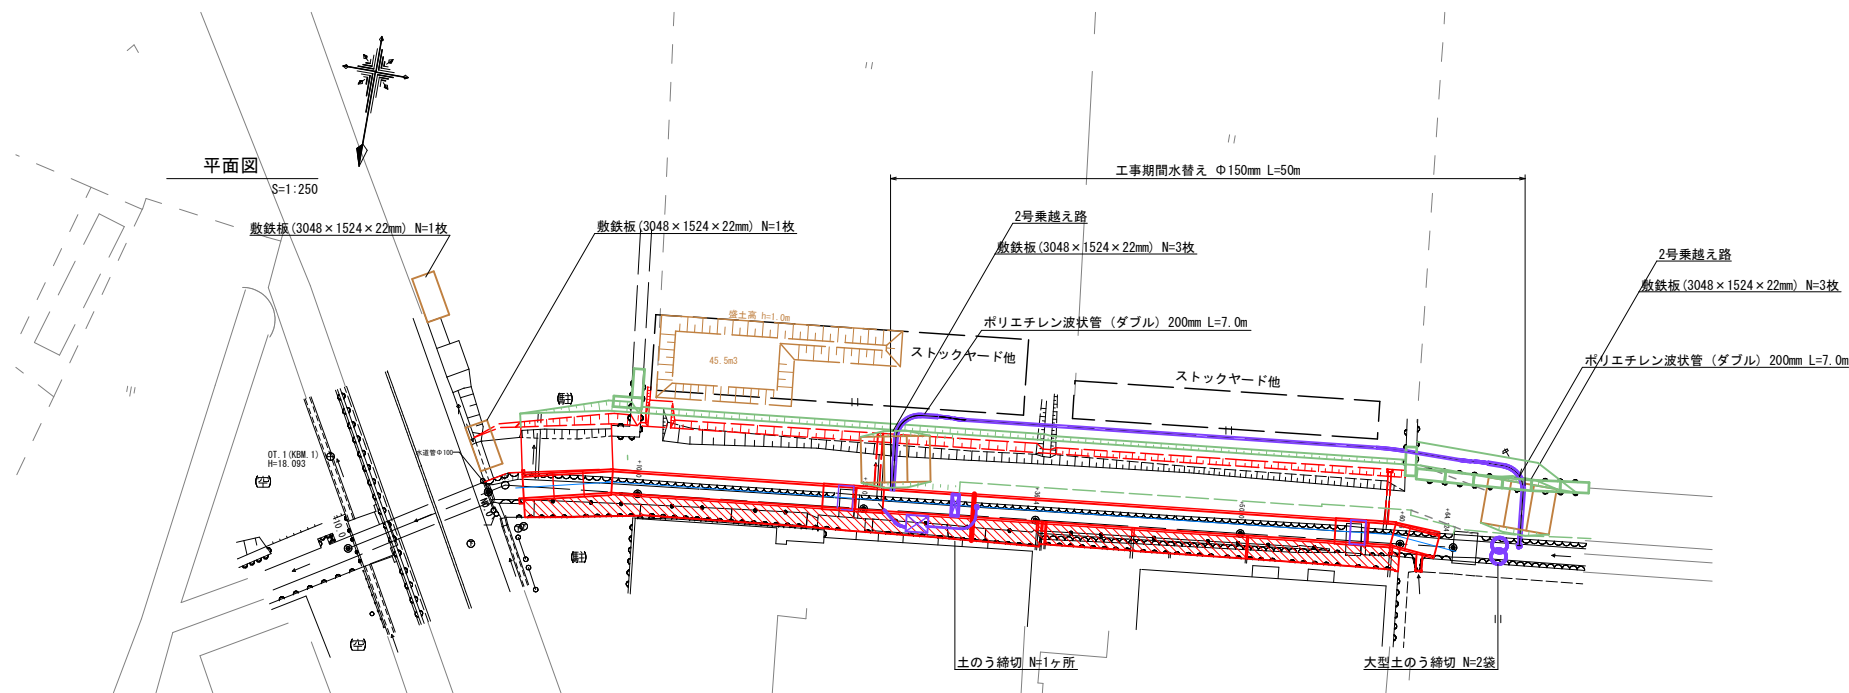 平面図
S=1:250
工事期間水替え Φ150mm L=50m
敷鉄板(3048×1524×22mm) N=1枚
敷鉄板(3048×1524×22mm) N=1枚
2号乗越え路
敷鉄板(3048×1524×22mm) N=3枚
2号乗越え路
敷鉄板(3048×1524×22mm) N=3枚
盛土高 h=1.0m
45.5m3
ポリエチレン波状管 (ダブル) 200mm L=7.0m
ストックヤード他
ストックヤード他
ポリエチレン波状管 (ダブル) 200mm L=7.0m
水道管Φ100
OT.1(KBM.1)
H=18.093
土のう締切 N=1ヶ所
大型土のう締切 N=2袋